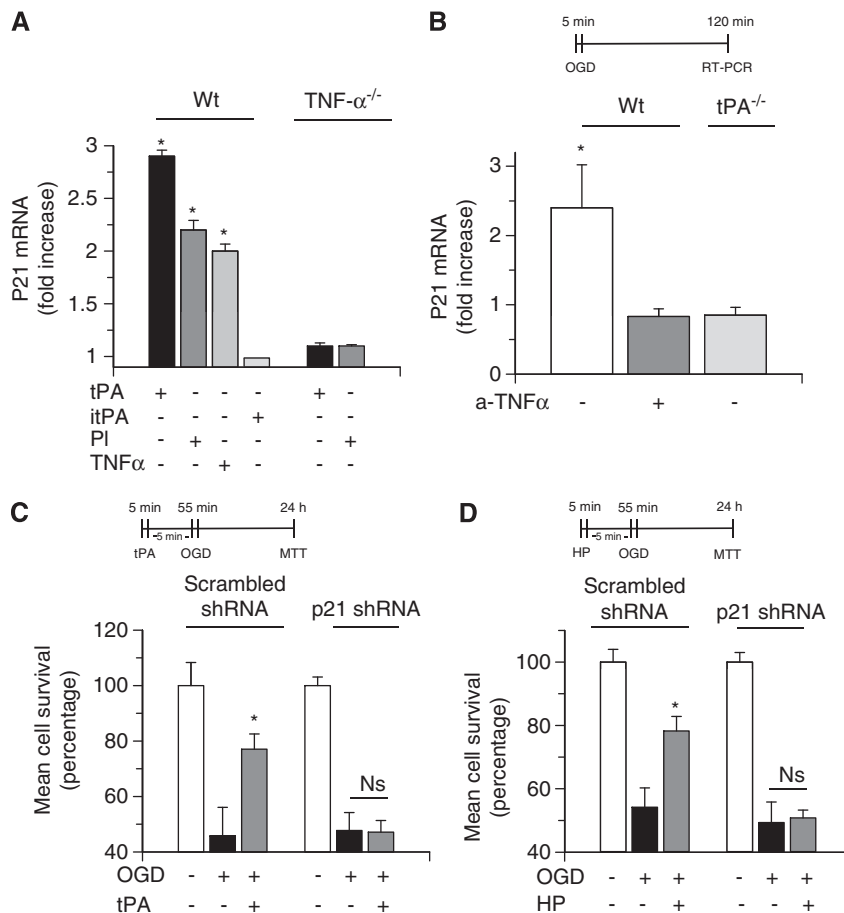 A
Wt
TNF-α-/-
P21 mRNA
(fold increase)
3
2.5
2
1.5
1
*
*
*
tPA + - - - + -
itPA - - - + - -
Pl - + - - - +
TNFα - - + - - -
B
5 min 120 min
OGD RT-PCR
Wt
tPA-/-
P21 mRNA
(fold increase)
3
2
1
0
*
a-TNFα - + -
C
5 min 55 min 24 h
5 min
tPA OGD MTT
Scrambled
shRNA
p21 shRNA
Mean cell survival
(percentage)
120
100
80
60
40
*
Ns
OGD - + + - + +
tPA - - + - - +
D
5 min 55 min 24 h
5 min
HP OGD MTT
Scrambled
shRNA
p21 shRNA
Mean cell survival
(percentage)
100
80
60
40
*
Ns
OGD - + + - + +
HP - - + - - +